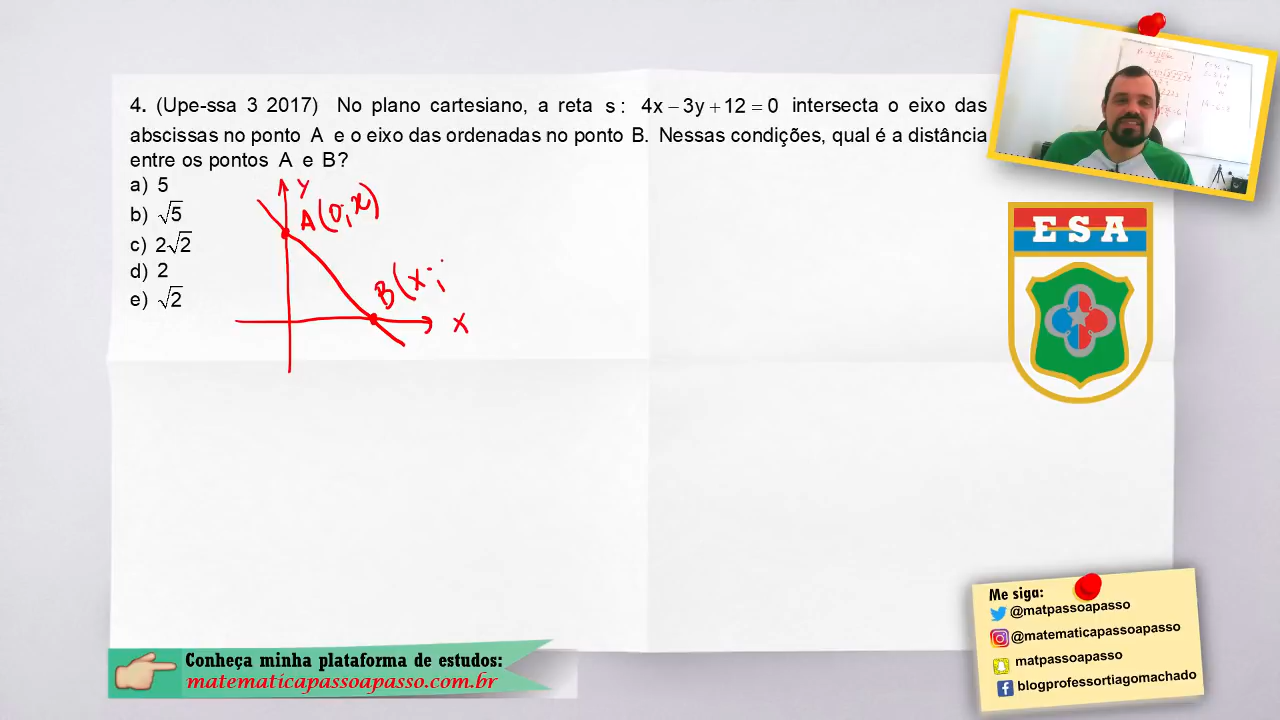 4. (Upe-ssa 3 2017) No plano cartesiano, a reta s: 4x − 3y + 12 = 0 intersecta o eixo das
abscissas no ponto A e o eixo das ordenadas no ponto B. Nessas condições, qual é a distância
entre os pontos A e B?
a) 5
b) √5
c) 2√2
d) 2
e) √2
y
A(0;x)
B(x;
x
ESA
Me siga:
@matpassoapasso
@matematicapassoapasso
matpassoapasso
blogprofessortiagomachado
Conheça minha plataforma de estudos:
matematicapassoapasso.com.br